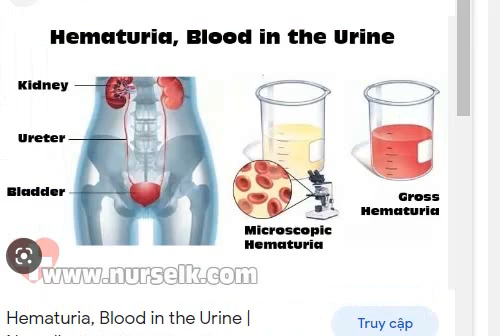 Hematuria, Blood in the Urine
Kidney
Ureter
Bladder
Microscopic
Hematuria
Gross
Hematuria
www.nurselk.com
Hematuria, Blood in the Urine |
Truy cập